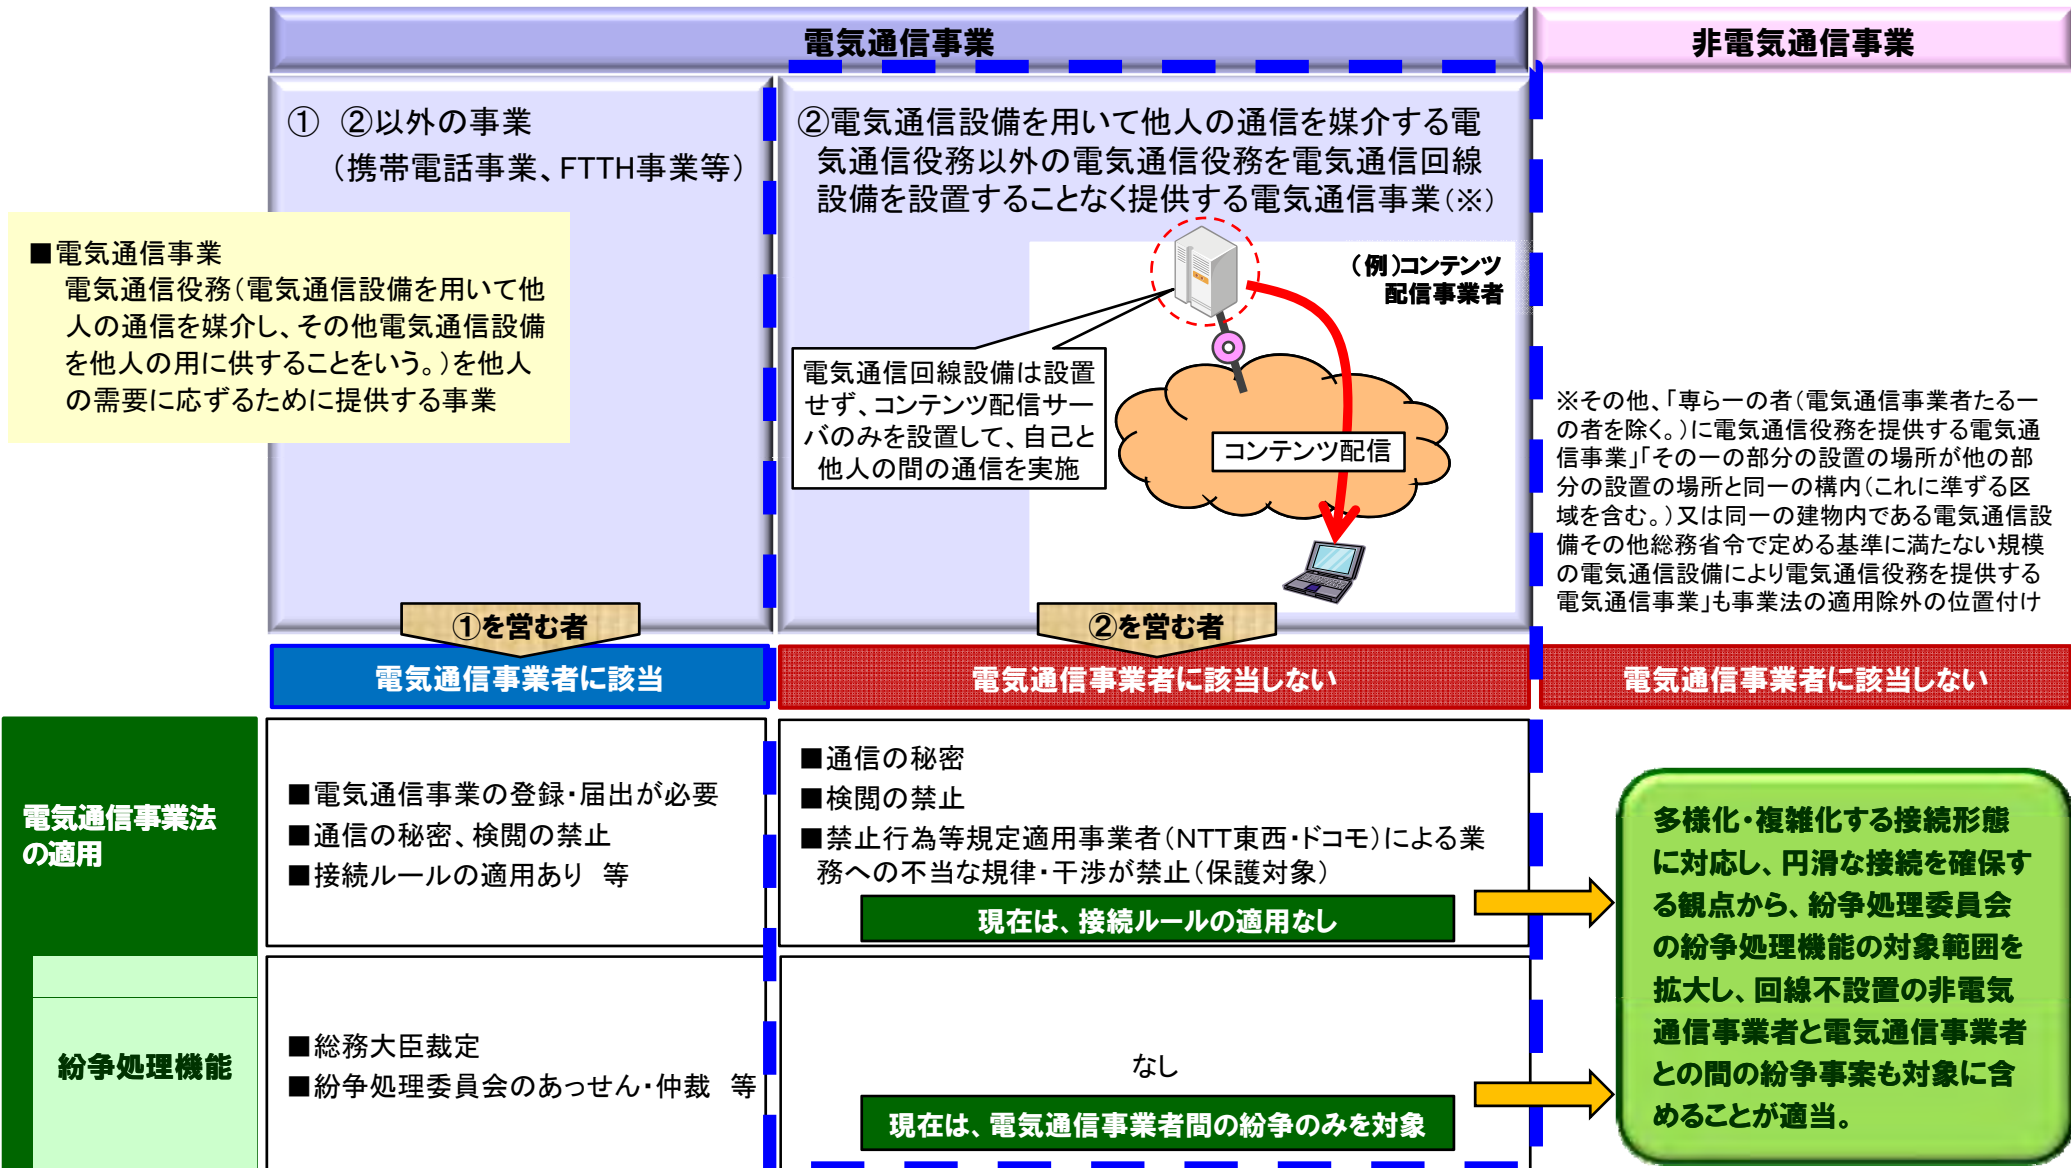 電気通信事業
非電気通信事業
① ②以外の事業
（携帯電話事業、FTTH事業等）
②電気通信設備を用いて他人の通信を媒介する電
気通信役務以外の電気通信役務を電気通信回線
設備を設置することなく提供する電気通信事業（※）
■電気通信事業
電気通信役務（電気通信設備を用いて他
人の通信を媒介し、その他電気通信設備
を他人の用に供することをいう。）を他人
の需要に応ずるために提供する事業
（例）コンテンツ
配信事業者
電気通信回線設備は設置
せず、コンテンツ配信サー
バのみを設置して、自己と
他人の間の通信を実施
コンテンツ配信
※その他、「専ら一の者（電気通信事業者たる一
の者を除く。）に電気通信役務を提供する電気通
信事業」「その一の部分の設置の場所が他の部
分の設置の場所と同一の構内（これに準ずる区
域を含む。）又は同一の建物内である電気通信設
備その他総務省令で定める基準に満たない規模
の電気通信設備により電気通信役務を提供する
電気通信事業」も事業法の適用除外の位置付け
①を営む者
②を営む者
電気通信事業者に該当
電気通信事業者に該当しない
電気通信事業者に該当しない
電気通信事業法
の適用
■電気通信事業の登録・届出が必要
■通信の秘密、検閲の禁止
■接続ルールの適用あり 等
■通信の秘密
■検閲の禁止
■禁止行為等規定適用事業者（NTT東西・ドコモ）による業
務への不当な規律・干渉が禁止（保護対象）
現在は、接続ルールの適用なし
紛争処理機能
■総務大臣裁定
■紛争処理委員会のあっせん・仲裁 等
なし
現在は、電気通信事業者間の紛争のみを対象
多様化・複雑化する接続形態
に対応し、円滑な接続を確保す
る観点から、紛争処理委員会
の紛争処理機能の対象範囲を
拡大し、回線不設置の非電気
通信事業者と電気通信事業者
との間の紛争事案も対象に含
めることが適当。